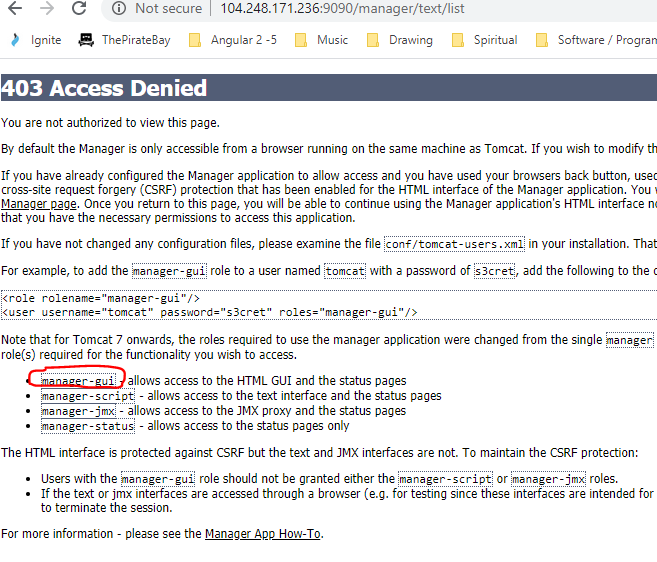 Not secure | 104.248.171.236:9090/manager/text/list
Ignite ThePirateBay Angular 2 -5 Music Drawing Spiritual Software / Program
403 Access Denied
You are not authorized to view this page.
By default the Manager is only accessible from a browser running on the same machine as Tomcat. If you wish to modify th
If you have already configured the Manager application to allow access and you have used your browsers back button, used
cross-site request forgery (CSRF) protection that has been enabled for the HTML interface of the Manager application. You
Manager page. Once you return to this page, you will be able to continue using the Manager application's HTML interface no
that you have the necessary permissions to access this application.
If you have not changed any configuration files, please examine the file conf/tomcat-users.xml in your installation. That
For example, to add the manager-gui role to a user named tomcat with a password of s3cret, add the following to the c
<role rolename="manager-gui"/>
<user username="tomcat" password="s3cret" roles="manager-gui"/>
Note that for Tomcat 7 onwards, the roles required to use the manager application were changed from the single manager
role(s) required for the functionality you wish to access.
• manager-gui - allows access to the HTML GUI and the status pages
• manager-script - allows access to the text interface and the status pages
• manager-jmx - allows access to the JMX proxy and the status pages
• manager-status - allows access to the status pages only
The HTML interface is protected against CSRF but the text and JMX interfaces are not. To maintain the CSRF protection:
• Users with the manager-gui role should not be granted either the manager-script or manager-jmx roles.
• If the text or jmx interfaces are accessed through a browser (e.g. for testing since these interfaces are intended for
to terminate the session.
For more information - please see the Manager App How-To.